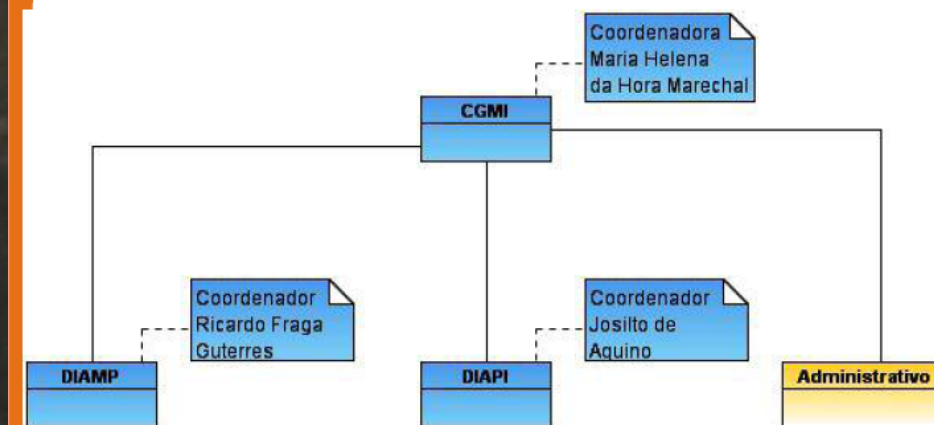 Coordenadora
Maria Helena
da Hora Marechal
CGMI
Coordenador
Ricardo Fraga
Guterres
Coordenador
Josilto de
Aquino
DIAMP
DIAPI
Administrativo